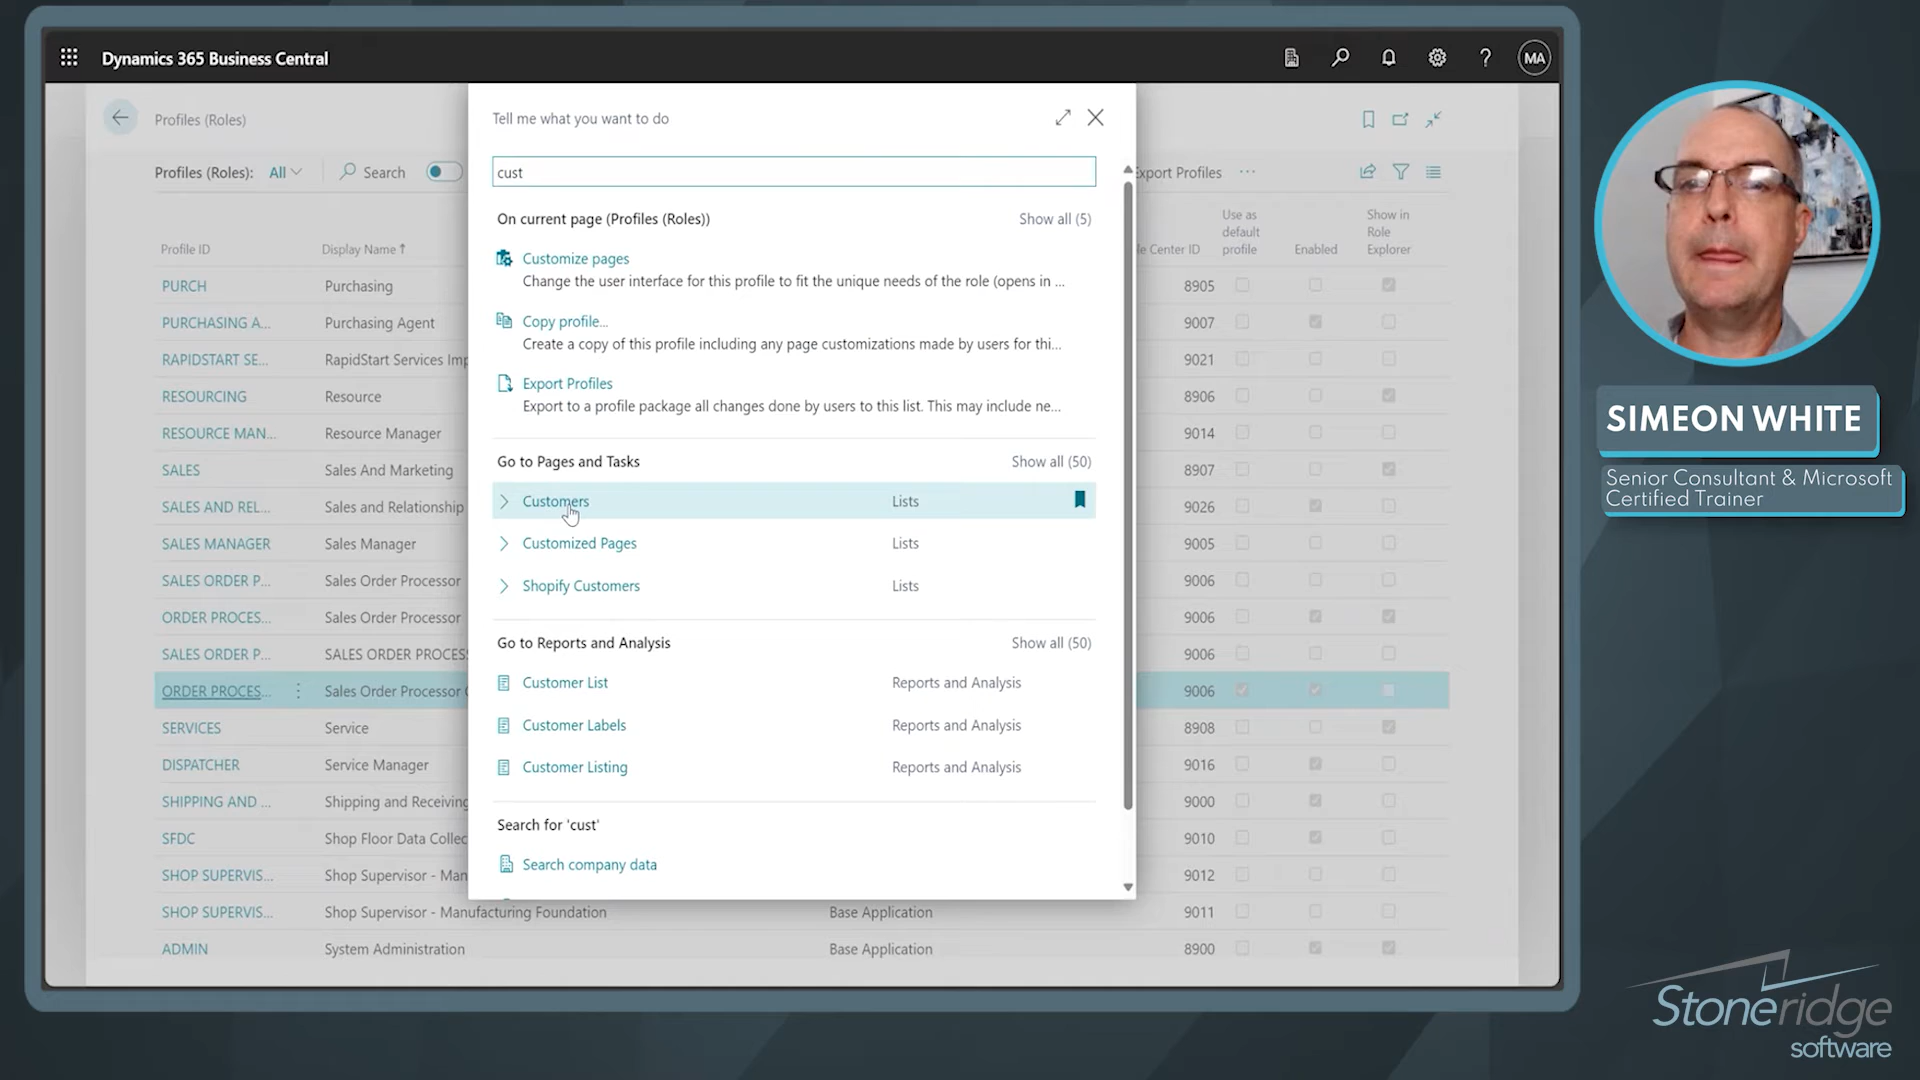 Dynamics 365 Business Central
MA
Profiles (Roles)
Profiles (Roles): All Search
Export Profiles ...
Profile ID
Display Name ↑
le Center ID
Use as default profile
Enabled
Show in Role Explorer
PURCH Purchasing 8905
PURCHASING A... Purchasing Agent 9007
RAPIDSTART SE... RapidStart Services Imp 9021
RESOURCING Resource 8906
RESOURCE MAN... Resource Manager 9014
SALES Sales And Marketing 8907
SALES AND REL... Sales and Relationship 9026
SALES MANAGER Sales Manager 9005
SALES ORDER P... Sales Order Processor 9006
ORDER PROCES... Sales Order Processor 9006
SALES ORDER P... SALES ORDER PROCESS 9006
ORDER PROCES... Sales Order Processor 9006
SERVICES Service 8908
DISPATCHER Service Manager 9016
SHIPPING AND ... Shipping and Receiving 9000
SFDC Shop Floor Data Collec 9010
SHOP SUPERVIS... Shop Supervisor - Man 9012
SHOP SUPERVIS... Shop Supervisor - Manufacturing Foundation Base Application 9011
ADMIN System Administration Base Application 8900
Tell me what you want to do
cust
On current page (Profiles (Roles)) Show all (5)
Customize pages
Change the user interface for this profile to fit the unique needs of the role (opens in ...
Copy profile...
Create a copy of this profile including any page customizations made by users for thi...
Export Profiles
Export to a profile package all changes done by users to this list. This may include ne...
Go to Pages and Tasks Show all (50)
Customers Lists
Customized Pages Lists
Shopify Customers Lists
Go to Reports and Analysis Show all (50)
Customer List Reports and Analysis
Customer Labels Reports and Analysis
Customer Listing Reports and Analysis
Search for 'cust'
Search company data
SIMEON WHITE
Senior Consultant & Microsoft
Certified Trainer
Stoneridge
software